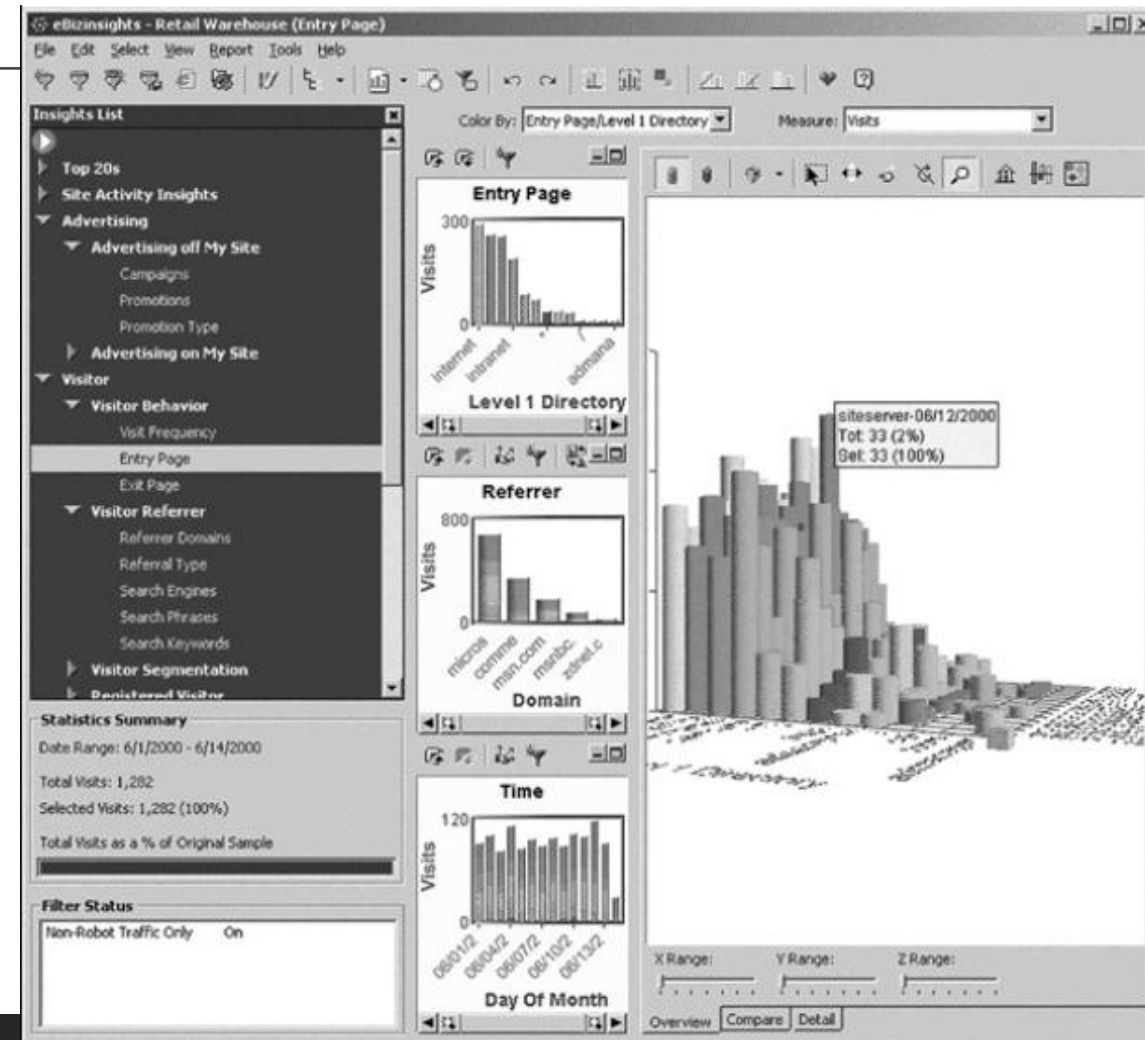 eBizinsights - Retail Warehouse (Entry Page)
File Edit Select View Report Tools Help
Insights List
Top 20s
Site Activity Insights
Advertising
Advertising off My Site
Campaigns
Promotions
Promotion Type
Advertising on My Site
Visitor
Visitor Behavior
Visit Frequency
Entry Page
Exit Page
Visitor Referrer
Referrer Domains
Referral Type
Search Engines
Search Phrases
Search Keywords
Visitor Segmentation
Registered Visitor
Statistics Summary
Date Range: 6/1/2000 - 6/14/2000
Total Visits: 1,282
Selected Visits: 1,282 (100%)
Total Visits as a % of Original Sample
Filter Status
Non-Robot Traffic Only On
Color By: Entry Page/Level 1 Directory
Measure: Visits
Entry Page
300
Visits
0
internet
intranet
admana
Level 1 Directory
Referrer
800
Visits
0
micros
comme
msn.com
msnbc.
zdnet.c
Domain
Time
120
Visits
0
06/01/2
06/04/2
06/07/2
06/10/2
06/13/2
Day Of Month
siteserver-06/12/2000
Tot: 33 (2%)
Sel: 33 (100%)
X Range: Y Range: Z Range:
Overview Compare Detail